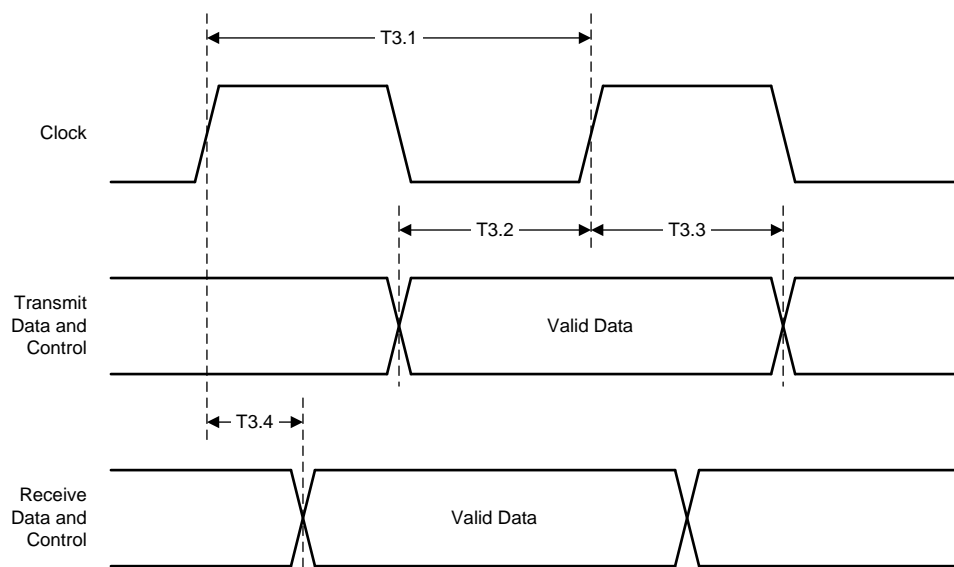 T3.1
Clock
T3.2
T3.3
Transmit
Data and
Control
Valid Data
T3.4
Receive
Data and
Control
Valid Data